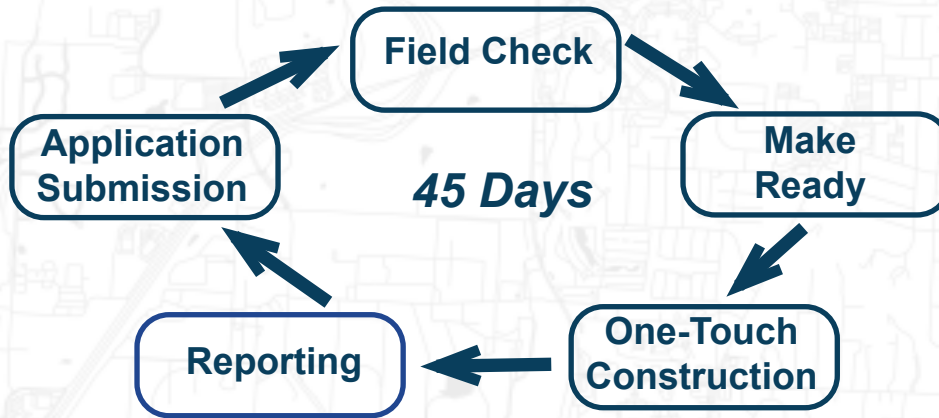 Field Check
Application
Submission
Make
Ready
45 Days
One-Touch
Construction
Reporting